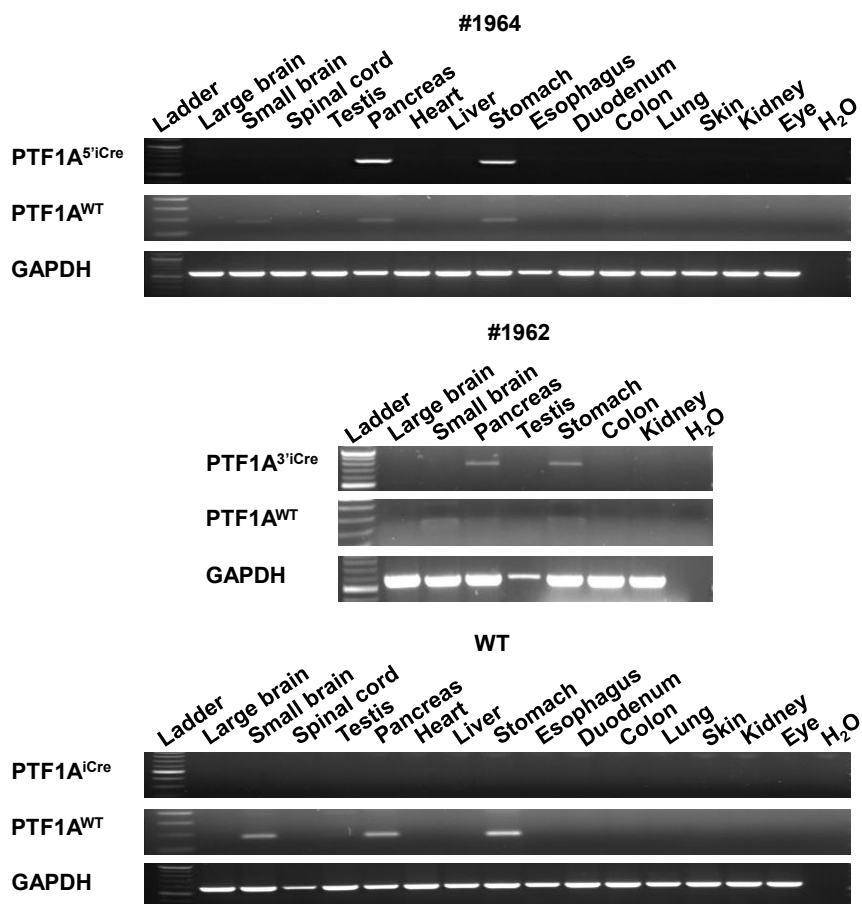 #1964
Ladder Large brain Small brain Spinal cord Testis Pancreas Heart Liver Stomach Esophagus Duodenum Colon Lung Skin Kidney Eye H₂O
PTF1A⁵'ⁱᶜʳᵉ
PTF1Aᵂᵀ
GAPDH
#1962
Ladder Large brain Small brain Pancreas Testis Stomach Colon Kidney H₂O
PTF1A³'ⁱᶜʳᵉ
PTF1Aᵂᵀ
GAPDH
WT
Ladder Large brain Small brain Spinal cord Testis Pancreas Heart Liver Stomach Esophagus Duodenum Colon Lung Skin Kidney Eye H₂O
PTF1Aⁱᶜʳᵉ
PTF1Aᵂᵀ
GAPDH